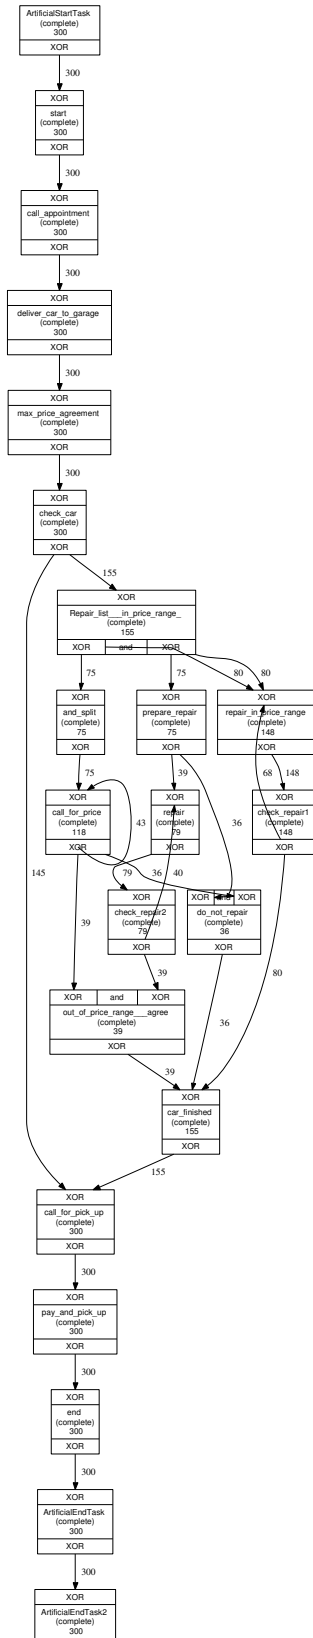 ArtificialStartTask
(complete)
300
XOR
300
XOR
start
(complete)
300
XOR
300
XOR
call_appointment
(complete)
300
XOR
300
XOR
deliver_car_to_garage
(complete)
300
XOR
300
XOR
max_price_agreement
(complete)
300
XOR
300
XOR
check_car
(complete)
300
XOR
155
XOR
Repair_list___in_price_range_
(complete)
155
XOR and XOR
75 75 80 80
XOR
and_split
(complete)
75
XOR
XOR
prepare_repair
(complete)
75
XOR
XOR
repair_in_price_range
(complete)
148
XOR
75 39 36 68 148
XOR
call_for_price
(complete)
118
XOR
43
XOR
repair
(complete)
79
XOR
XOR
check_repair1
(complete)
148
XOR
145 39 79 36 40 80
XOR
check_repair2
(complete)
79
XOR
XOR and XOR
do_not_repair
(complete)
36
XOR
39
36
XOR and XOR
out_of_price_range___agree
(complete)
39
XOR
39
XOR
car_finished
(complete)
155
XOR
155
XOR
call_for_pick_up
(complete)
300
XOR
300
XOR
pay_and_pick_up
(complete)
300
XOR
300
XOR
end
(complete)
300
XOR
300
XOR
ArtificialEndTask
(complete)
300
XOR
300
XOR
ArtificialEndTask2
(complete)
300